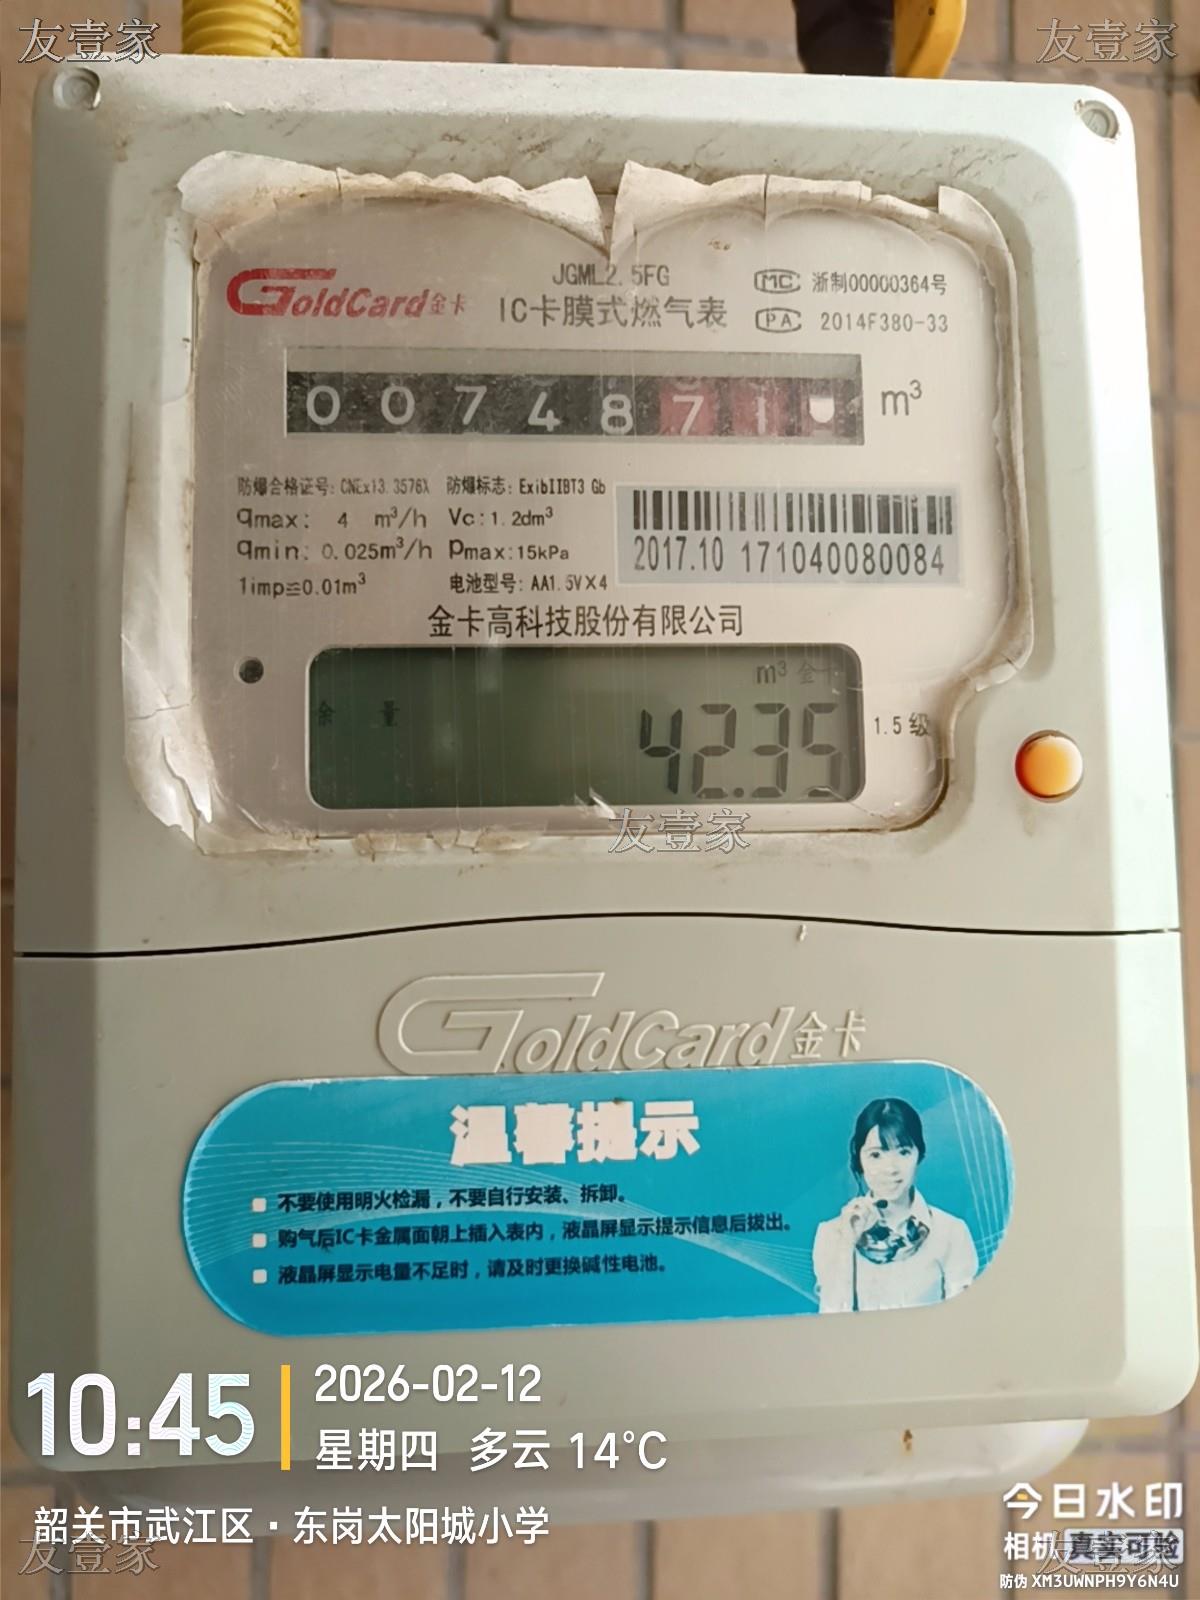 友壹家
友壹家
GoldCard金卡
JGML2.5FG
IC卡膜式燃气表
MC 浙制00000364号
PA 2014F380-33
0074871 m³
防爆合格证号: CNEx13.3576X 防爆标志: ExibIIBT3 Gb
qmax: 4 m³/h Vc:1.2dm³
qmin: 0.025m³/h Pmax:15kPa
1imp≦0.01m³ 电池型号: AA1.5V×4
2017.10 171040080084
金卡高科技股份有限公司
m³ 金卡
余 量 42.35
1.5级
友壹家
GoldCard金卡
温馨提示
不要使用明火检漏，不要自行安装、拆卸。
购气后IC卡金属面朝上插入表内，液晶屏显示提示信息后拔出。
液晶屏显示电量不足时，请及时更换碱性电池。
10:45
2026-02-12
星期四 多云 14°C
韶关市武江区·东岗太阳城小学
友壹家
今日水印
相机 真实可验
友壹家
防伪 XM3UWNPH9Y6N4U